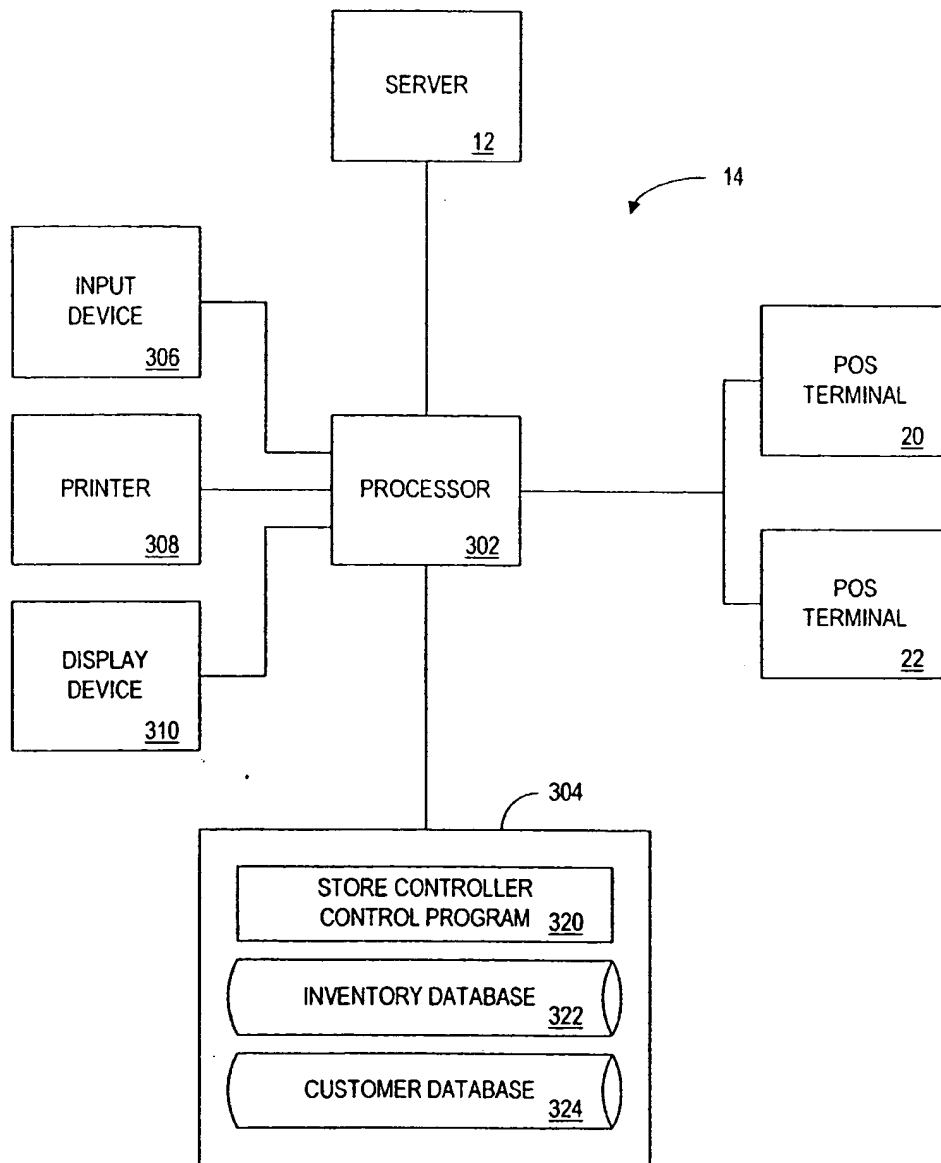 SERVER
12
14
INPUT
DEVICE
306
POS
TERMINAL
20
PRINTER
308
PROCESSOR
302
POS
TERMINAL
22
DISPLAY
DEVICE
310
304
STORE CONTROLLER
CONTROL PROGRAM
320
INVENTORY DATABASE
322
CUSTOMER DATABASE
324